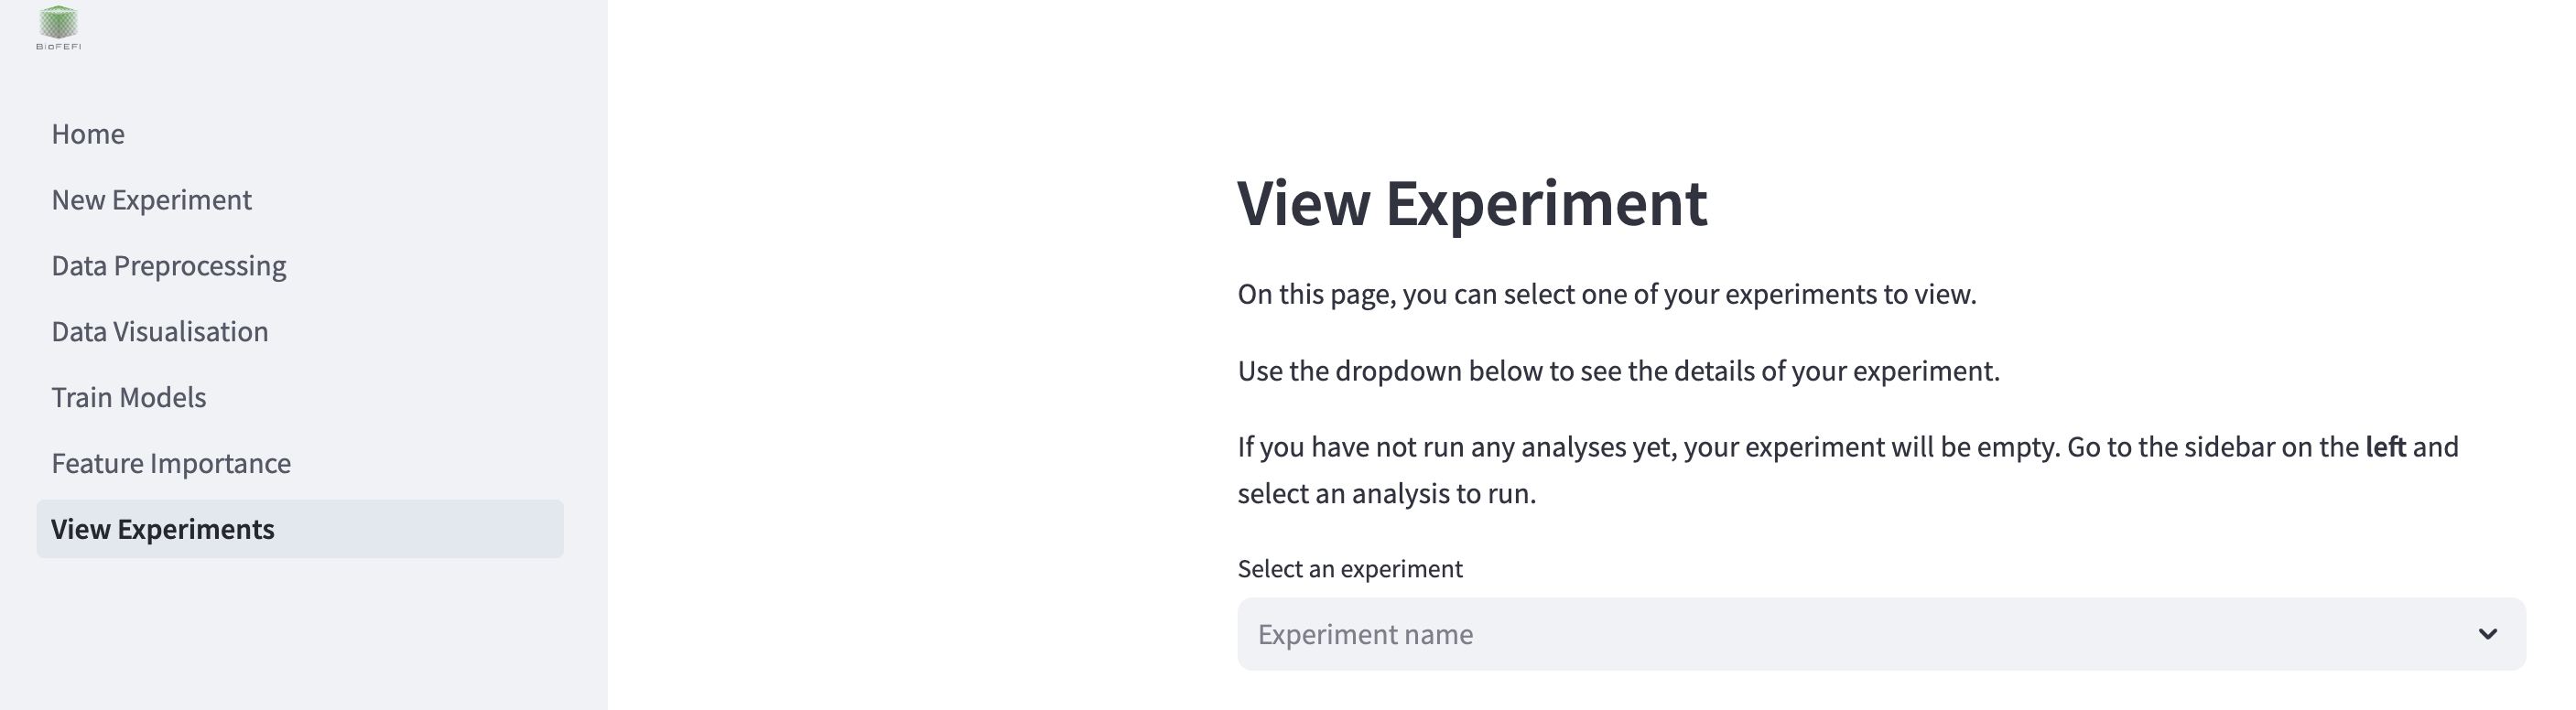 BioFEFI
Home
New Experiment
Data Preprocessing
Data Visualisation
Train Models
Feature Importance
View Experiments
View Experiment
On this page, you can select one of your experiments to view.
Use the dropdown below to see the details of your experiment.
If you have not run any analyses yet, your experiment will be empty. Go to the sidebar on the left and
select an analysis to run.
Select an experiment
Experiment name